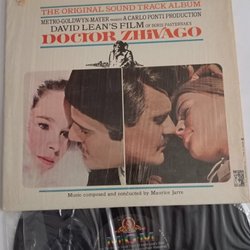 THE ORIGINAL SOUND TRACK ALBUM
METRO-GOLDWYN-MAYER PRESENTS A CARLO PONTI PRODUCTION
DAVID LEAN'S FILM OF BORIS PASTERNAK'S
DOCTOR ZHIVAGO
Music composed and conducted by Maurice Jarre
MGM